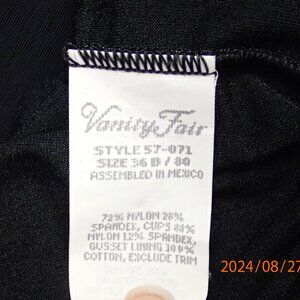 Vanity Fair
STYLE 57-071
SIZE 36 B / 80
ASSEMBLED IN MEXICO
72% NYLON 28%
SPANDEX, CUPS 88%
NYLON 12% SPANDEX,
GUSSET LINING 100%
COTTON, EXCLUDE TRIM
2024/08/27